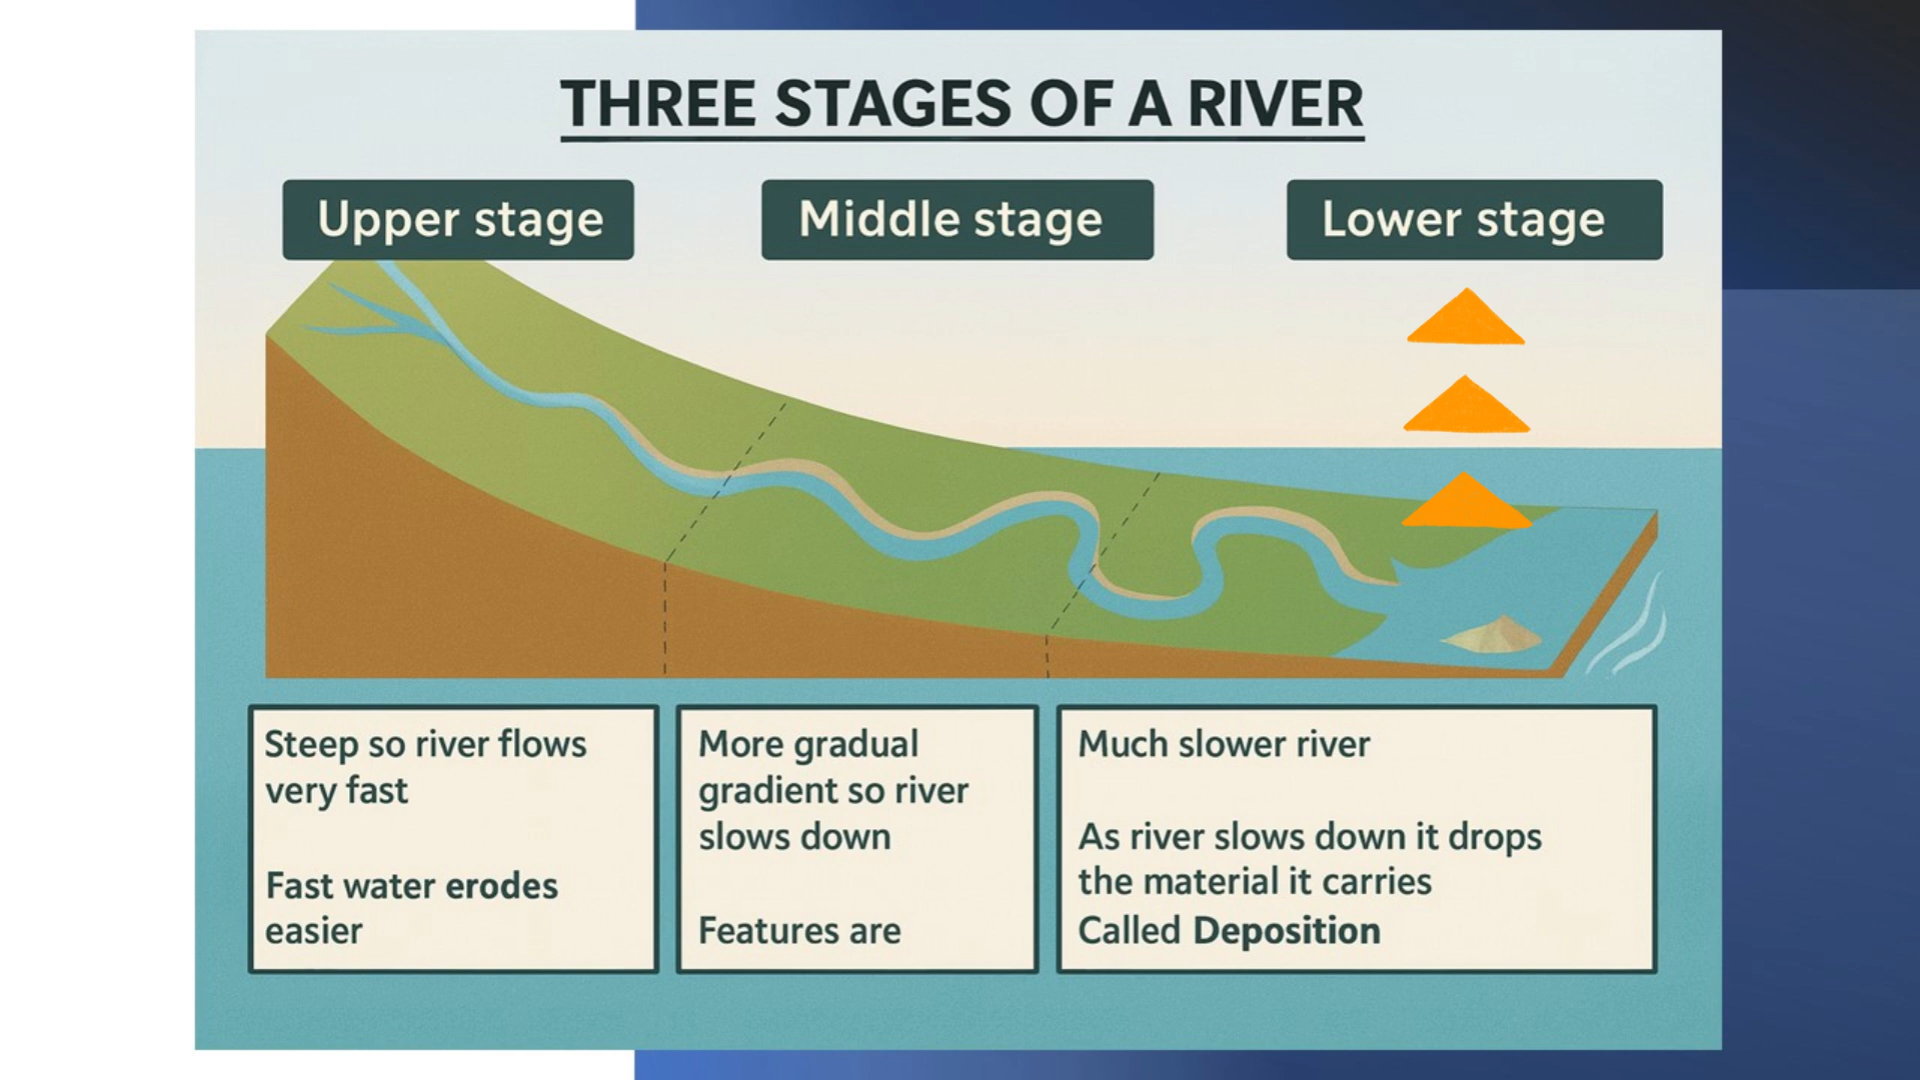 THREE STAGES OF A RIVER
Upper stage
Middle stage
Lower stage
Steep so river flows
very fast
Fast water erodes
easier
More gradual
gradient so river
slows down
Features are
Much slower river
As river slows down it drops
the material it carries
Called Deposition